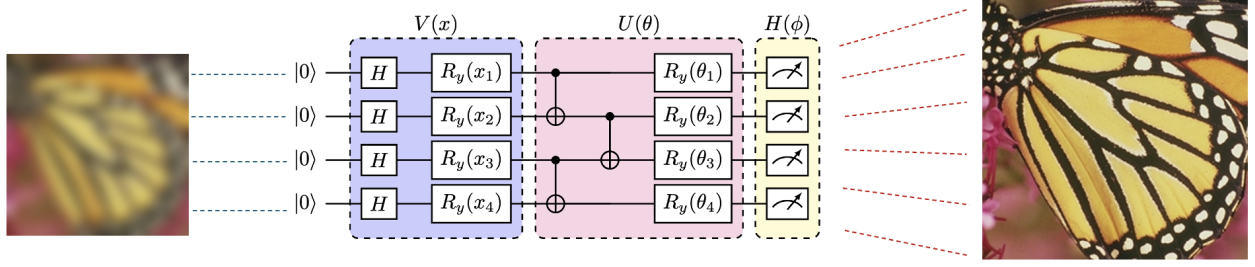 V(x) U(θ) H(ϕ)
|0⟩ H R_y(x_1) R_y(θ_1)
|0⟩ H R_y(x_2) R_y(θ_2)
|0⟩ H R_y(x_3) R_y(θ_3)
|0⟩ H R_y(x_4) R_y(θ_4)